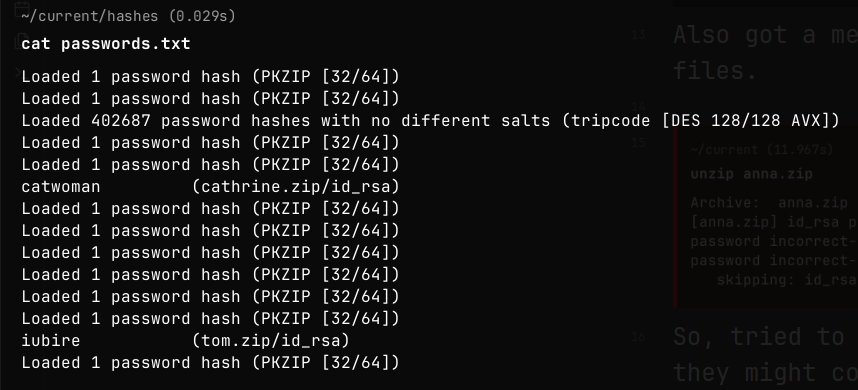 ~/current/hashes (0.029s)
cat passwords.txt
Loaded 1 password hash (PKZIP [32/64])
Loaded 1 password hash (PKZIP [32/64])
Loaded 402687 password hashes with no different salts (tripcode [DES 128/128 AVX])
Loaded 1 password hash (PKZIP [32/64])
Loaded 1 password hash (PKZIP [32/64])
catwoman         (cathrine.zip/id_rsa)
Loaded 1 password hash (PKZIP [32/64])
Loaded 1 password hash (PKZIP [32/64])
Loaded 1 password hash (PKZIP [32/64])
Loaded 1 password hash (PKZIP [32/64])
Loaded 1 password hash (PKZIP [32/64])
Loaded 1 password hash (PKZIP [32/64])
iubire           (tom.zip/id_rsa)
Loaded 1 password hash (PKZIP [32/64])
13
Also got a me
files.
14
15
~/current (11.967s)
unzip anna.zip
Archive:  anna.zip
[anna.zip] id_rsa p
password incorrect-
password incorrect-
skipping: id_rsa
16
So, tried to
they might co